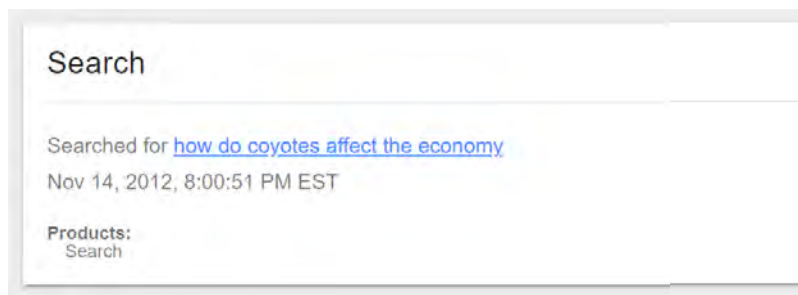 Search
Searched for how do coyotes affect the economy
Nov 14, 2012, 8:00:51 PM EST
Products:
Search